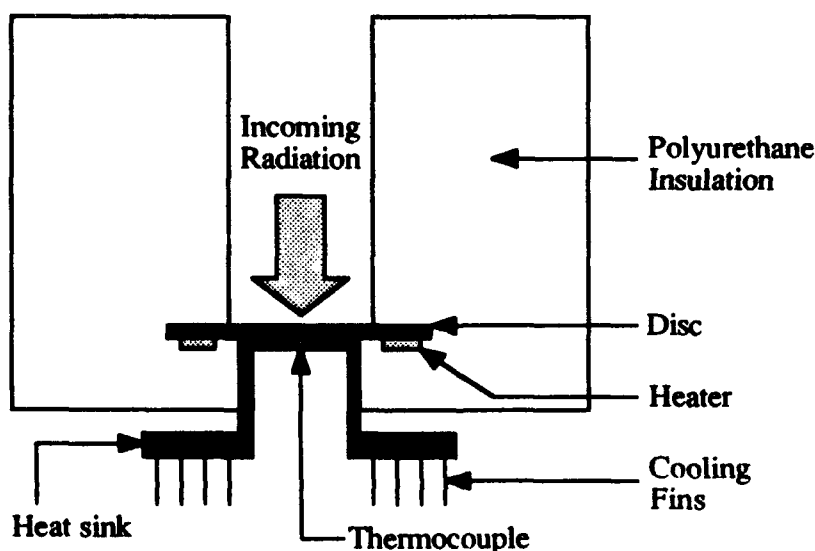 Incoming
Radiation
Polyurethane
Insulation
Disc
Heater
Cooling
Fins
Heat sink
Thermocouple